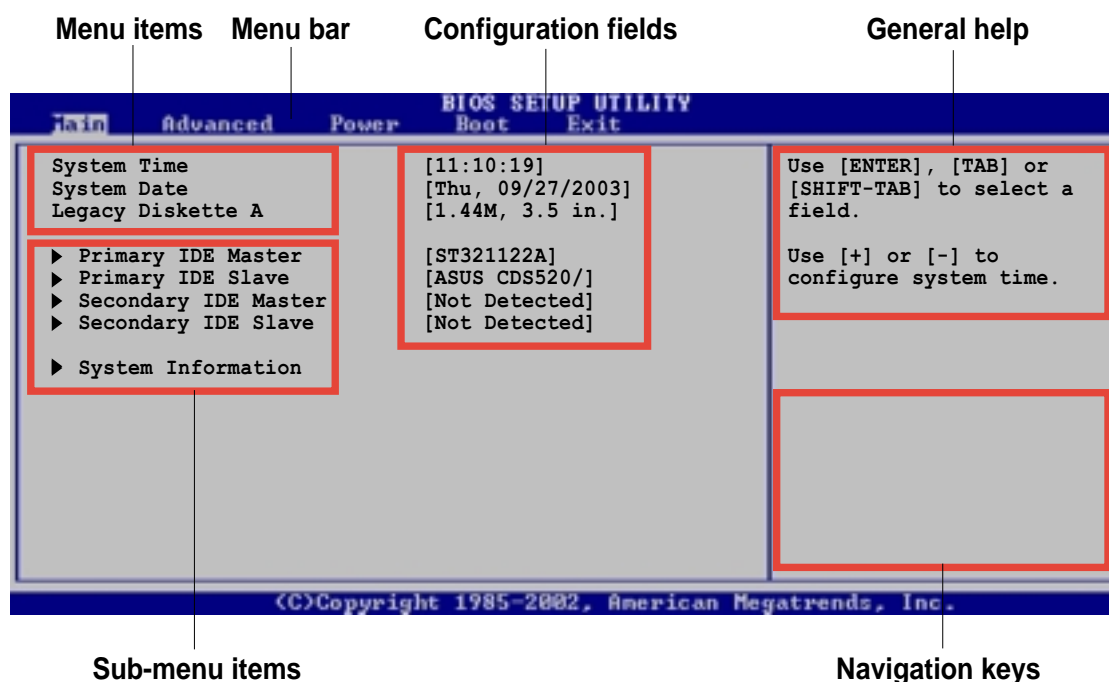 Menu items Menu bar Configuration fields General help
BIOS SETUP UTILITY
Main Advanced Power Boot Exit
System Time [11:10:19]
System Date [Thu, 09/27/2003]
Legacy Diskette A [1.44M, 3.5 in.]
▶ Primary IDE Master [ST321122A]
▶ Primary IDE Slave [ASUS CDS520/]
▶ Secondary IDE Master [Not Detected]
▶ Secondary IDE Slave [Not Detected]
▶ System Information
Use [ENTER], [TAB] or
[SHIFT-TAB] to select a
field.
Use [+] or [-] to
configure system time.
(C)Copyright 1985-2002, American Megatrends, Inc.
Sub-menu items Navigation keys